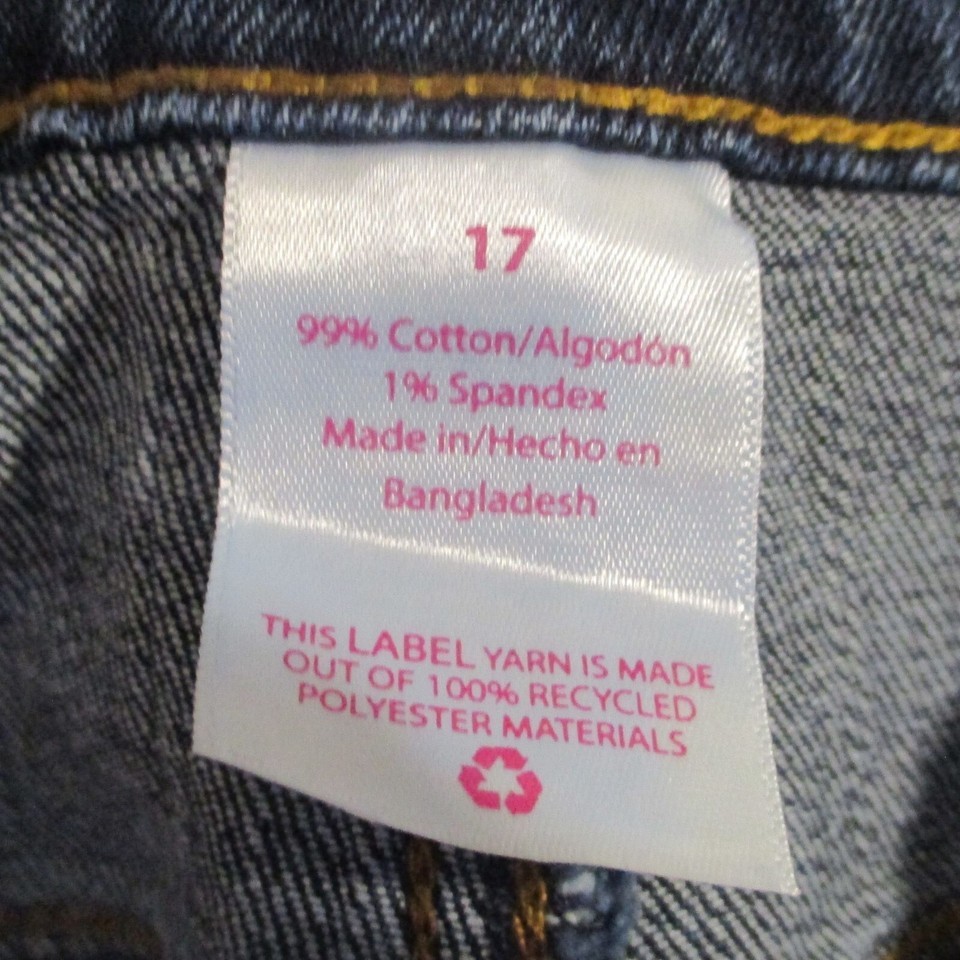 17
99% Cotton/Algodón
1% Spandex
Made in/Hecho en
Bangladesh
THIS LABEL YARN IS MADE
OUT OF 100% RECYCLED
POLYESTER MATERIALS